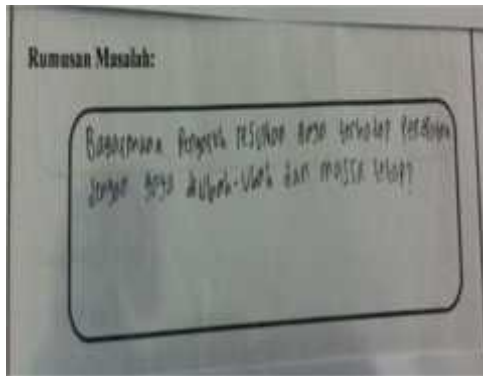 Rumusan Masalah:
Bagaimana Pengaruh resultan gaya terhadap Percepatan
dengan gaya diubah-ubah dan massa tetap?